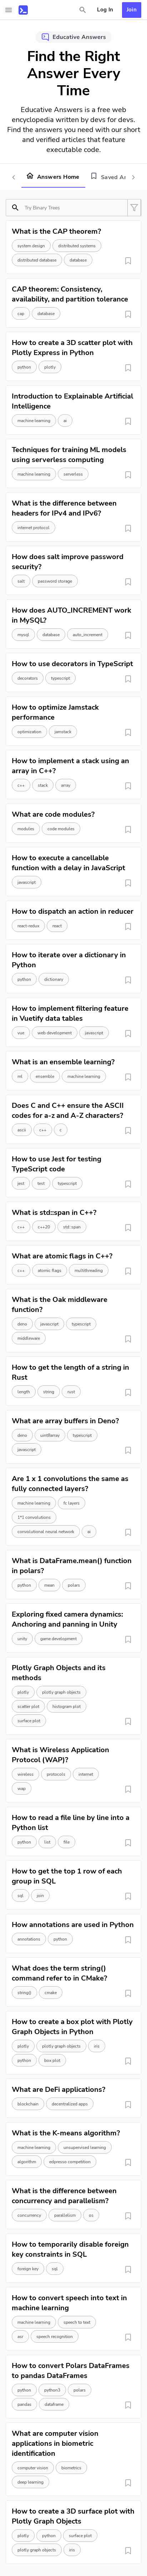 Log In
Join
Educative Answers
Find the Right
Answer Every
Time
Educative Answers is a free web
encyclopedia written by devs for devs.
Stop wasting time you need with our short
snippets of written code that outline
executable code.
Answers Home
Saved An
Try Binary Trees
What is the CAP theorem?
system design
distributed systems
distributed database
database
CAP theorem: Consistency,
availability, and partition tolerance
cap
database
How to create a 3D scatter plot with
Plotly Express in Python
python
plotly
Introduction to Explainable Artificial
Intelligence
machine learning
ai
Techniques for training ML models
using serverless computing
machine learning
serverless
What is the difference between
headers for IPv4 and IPv6?
internet protocol
How does salt improve password
security?
salt
password storage
How does AUTO_INCREMENT work
in MySQL?
mysql
database
auto_increment
How to use decorators in TypeScript
decorators
typescript
How to optimize Jamstack
performance
optimization
jamstack
How to implement a stack using an
array in C++?
c++
stack
array
What are code modules?
modules
code modules
How to execute a cancellable
function with a delay in JavaScript
javascript
How to dispatch an action in reducer
react redux
react
How to iterate over a dictionary in
Python
python
dictionary
How to implement filtering feature
in Vuetify data tables
vue
web development
javascript
What is an ensemble learning?
ml
ensemble
machine learning
Does C and C++ ensure the ASCII
codes for a-z and A-Z characters?
ascii
c++
c
How to use Jest for testing
TypeScript code
jest
test
typescript
What is std::span in C++?
c++
c++20
std::span
What are atomic flags in C++?
c++
atomic flags
multithreading
What is the Oak middleware
function?
deno
javascript
typescript
middleware
How to get the length of a string in
Rust
length
string
rust
What are array buffers in Deno?
deno
uint8array
typescript
javascript
Are 1 x 1 convolutions the same as
fully connected layers?
machine learning
fc layers
1*1 convolutions
convolutional neural network
ai
What is DataFrame.mean() function
in polars?
python
mean
polars
Exploring fixed camera dynamics:
Anchoring and panning in Unity
unity
game development
Plotly Graph Objects and its
methods
plotly
plotly graph objects
scatter plot
histogram plot
surface plot
What is Wireless Application
Protocol (WAP)?
wireless
protocols
internet
wap
How to read a file line by line into a
Python list
python
list
file
How to get the top 1 row of each
group in SQL
sql
join
How annotations are used in Python
annotations
python
What does the term string()
command refer to in CMake?
string()
cmake
How to create a box plot with Plotly
Graph Objects in Python
plotly
plotly graph objects
iris
python
box plot
What are DeFi applications?
blockchain
decentralized apps
What is the K-means algorithm?
machine learning
unsupervised learning
algorithm
edpresso competition
What is the difference between
concurrency and parallelism?
concurrency
parallelism
os
How to temporarily disable foreign
key constraints in SQL
foreign key
sql
How to convert speech into text in
machine learning
machine learning
speech to text
asr
speech recognition
How to convert Polars DataFrames
to pandas DataFrames
python
python3
polars
pandas
dataframe
What are computer vision
applications in biometric
identification
computer vision
biometrics
deep learning
How to create a 3D surface plot with
Plotly Graph Objects
plotly
python
surface plot
plotly graph objects
iris